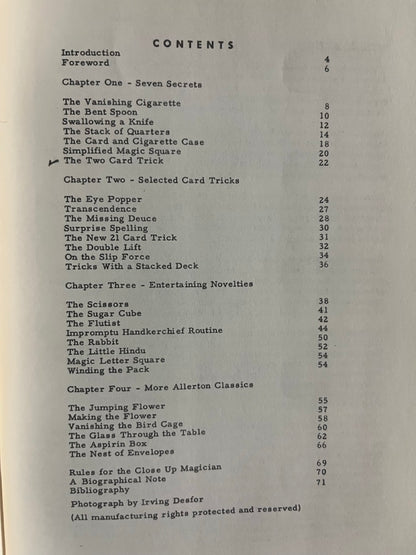 CONTENTS
Introduction 4
Foreword 6
Chapter One - Seven Secrets
The Vanishing Cigarette 8
The Bent Spoon 10
Swallowing a Knife 12
The Stack of Quarters 14
The Card and Cigarette Case 18
Simplified Magic Square 20
The Two Card Trick 22
Chapter Two - Selected Card Tricks
The Eye Popper 24
Transcendence 27
The Missing Deuce 28
Surprise Spelling 30
The New 21 Card Trick 31
The Double Lift 32
On the Slip Force 34
Tricks With a Stacked Deck 36
Chapter Three - Entertaining Novelties
The Scissors 38
The Sugar Cube 41
The Flutist 42
Impromptu Handkerchief Routine 44
The Rabbit 50
The Little Hindu 52
Magic Letter Square 54
Winding the Pack 54
Chapter Four - More Allerton Classics
The Jumping Flower 55
Making the Flower 57
Vanishing the Bird Cage 58
The Glass Through the Table 60
The Aspirin Box 62
The Nest of Envelopes 66
Rules for the Close Up Magician 69
A Biographical Note 70
Bibliography 71
Photograph by Irving Desfor
(All manufacturing rights protected and reserved)